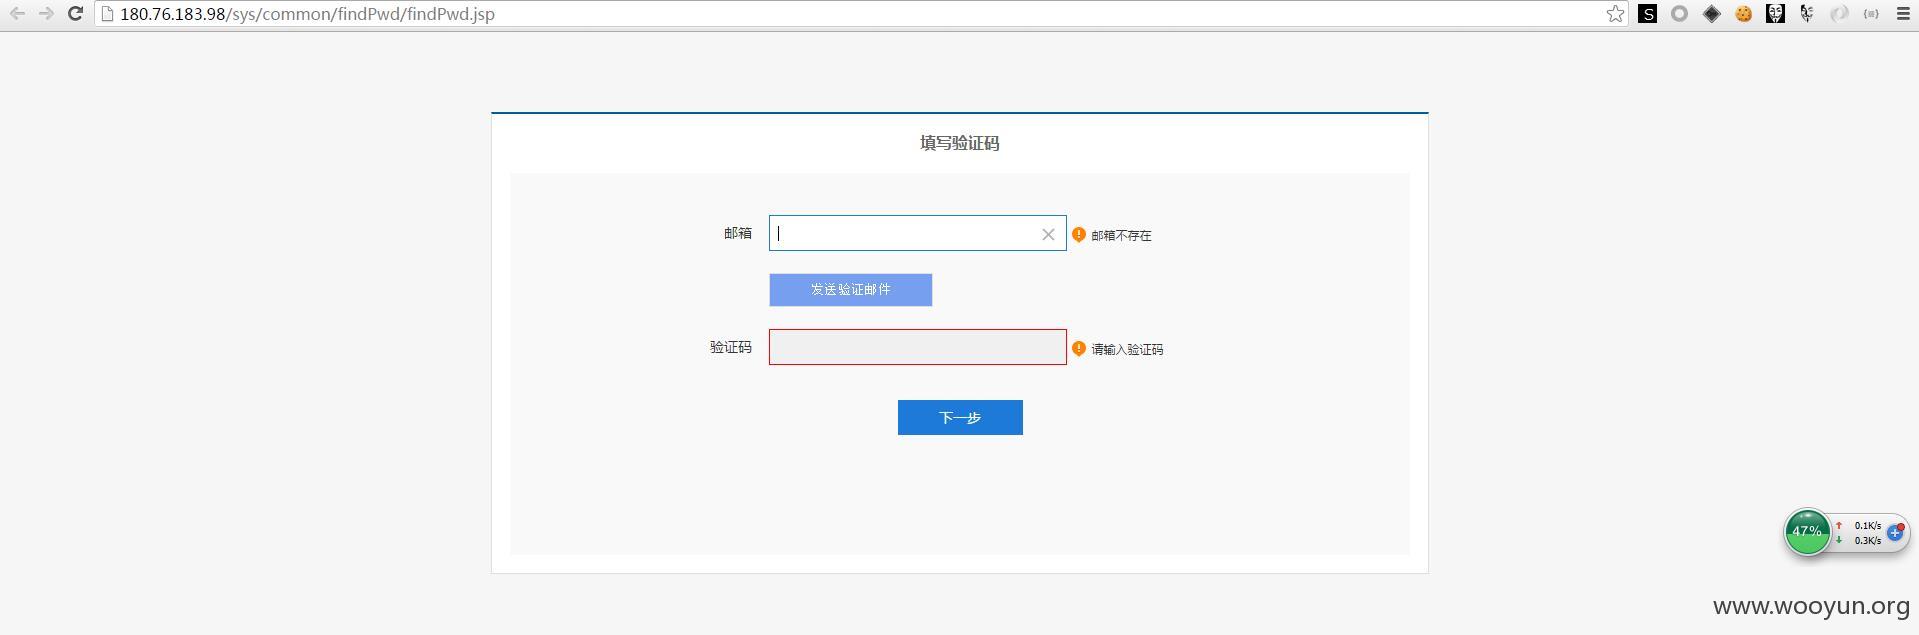 180.76.183.98/sys/common/findPwd/findPwd.jsp
填写验证码
邮箱
邮箱不存在
发送验证邮件
验证码
请输入验证码
下一步
47%
0.1K/s
0.3K/s
www.wooyun.org